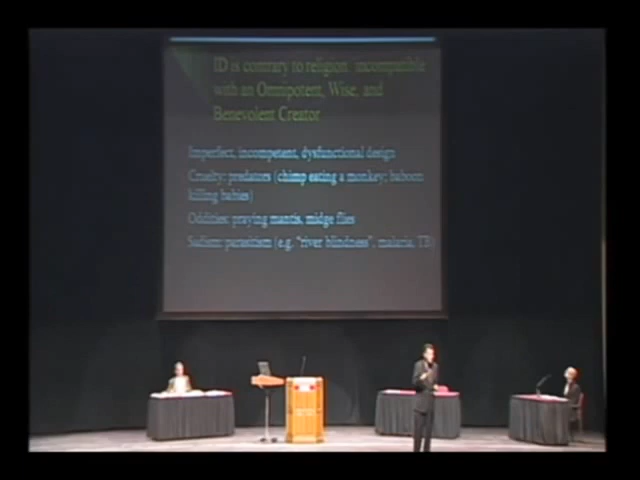 ID is contrary to religion: incompatible
with an Omnipotent, Wise, and
Benevolent Creator
Imperfect, incompetent, dysfunctional design
Cruelty: predators (chimp eating a monkey; baboon
killing babies)
Oddities: praying mantis, midge flies
Sadism: parasitism (e.g. "river blindness", malaria, TB)